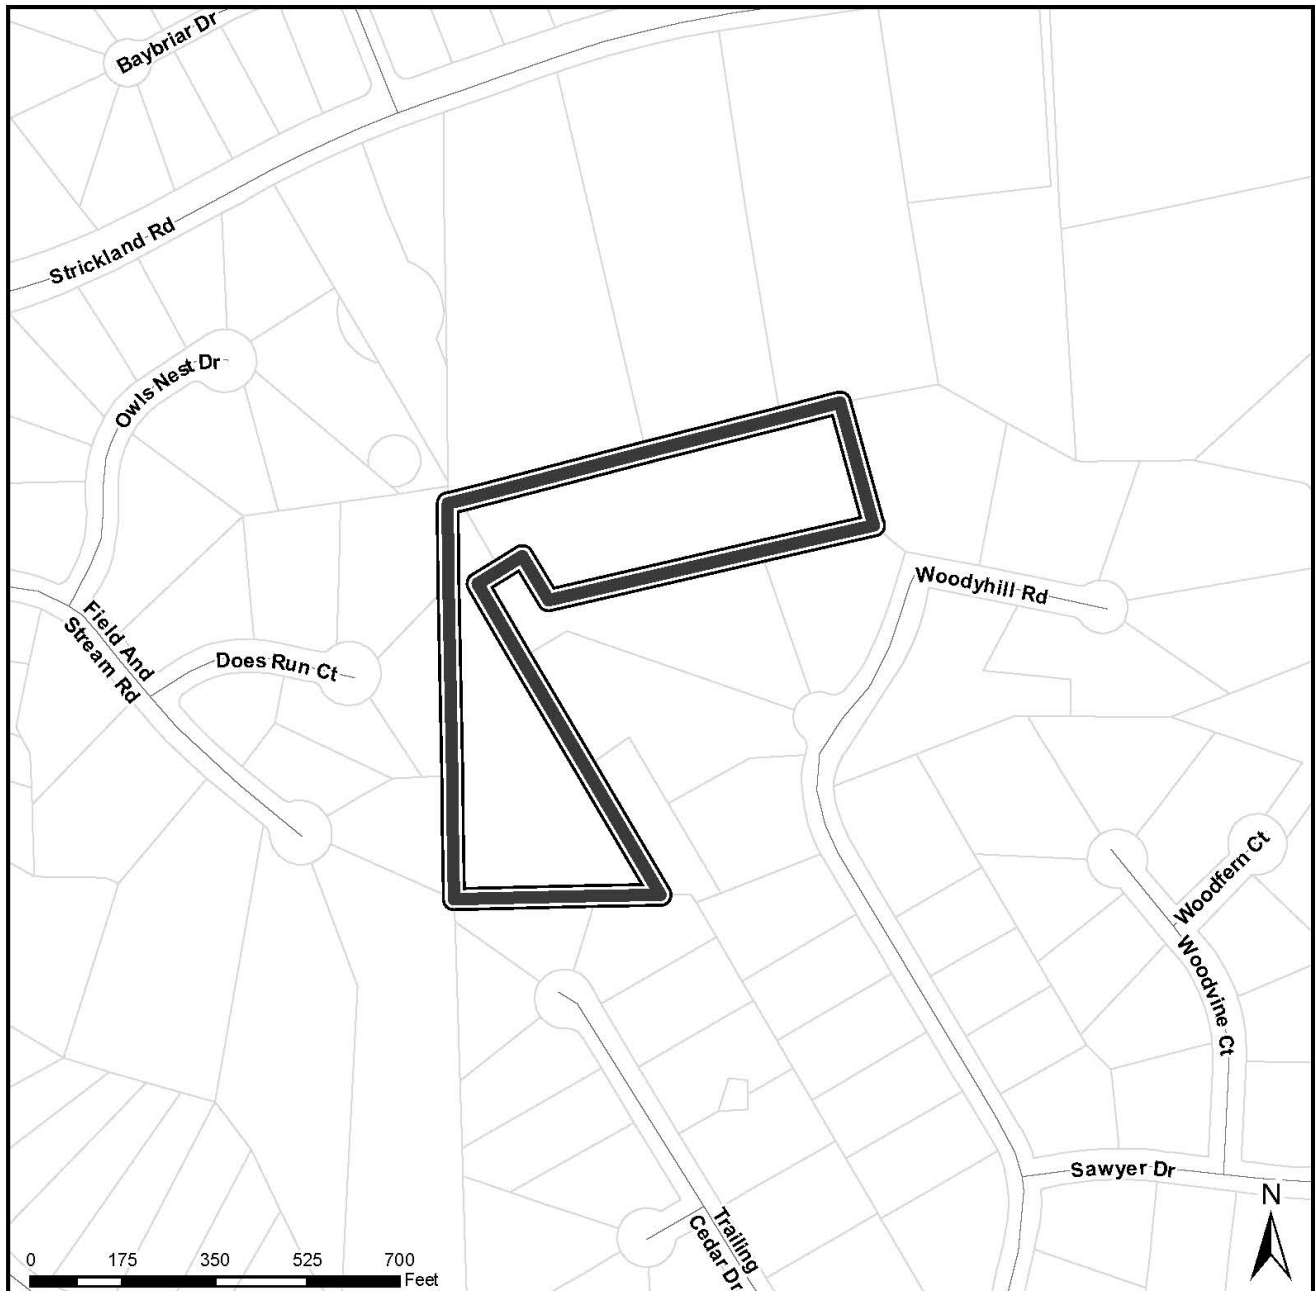 Baybriar Dr
Strickland Rd
Owls Nest Dr
Field And
Stream Rd
Does Run Ct
Woodyhill Rd
Woodfern Ct
Woodvine Ct
Sawyer Dr
Trailing
Cedar Dr
N
0 175 350 525 700
Feet